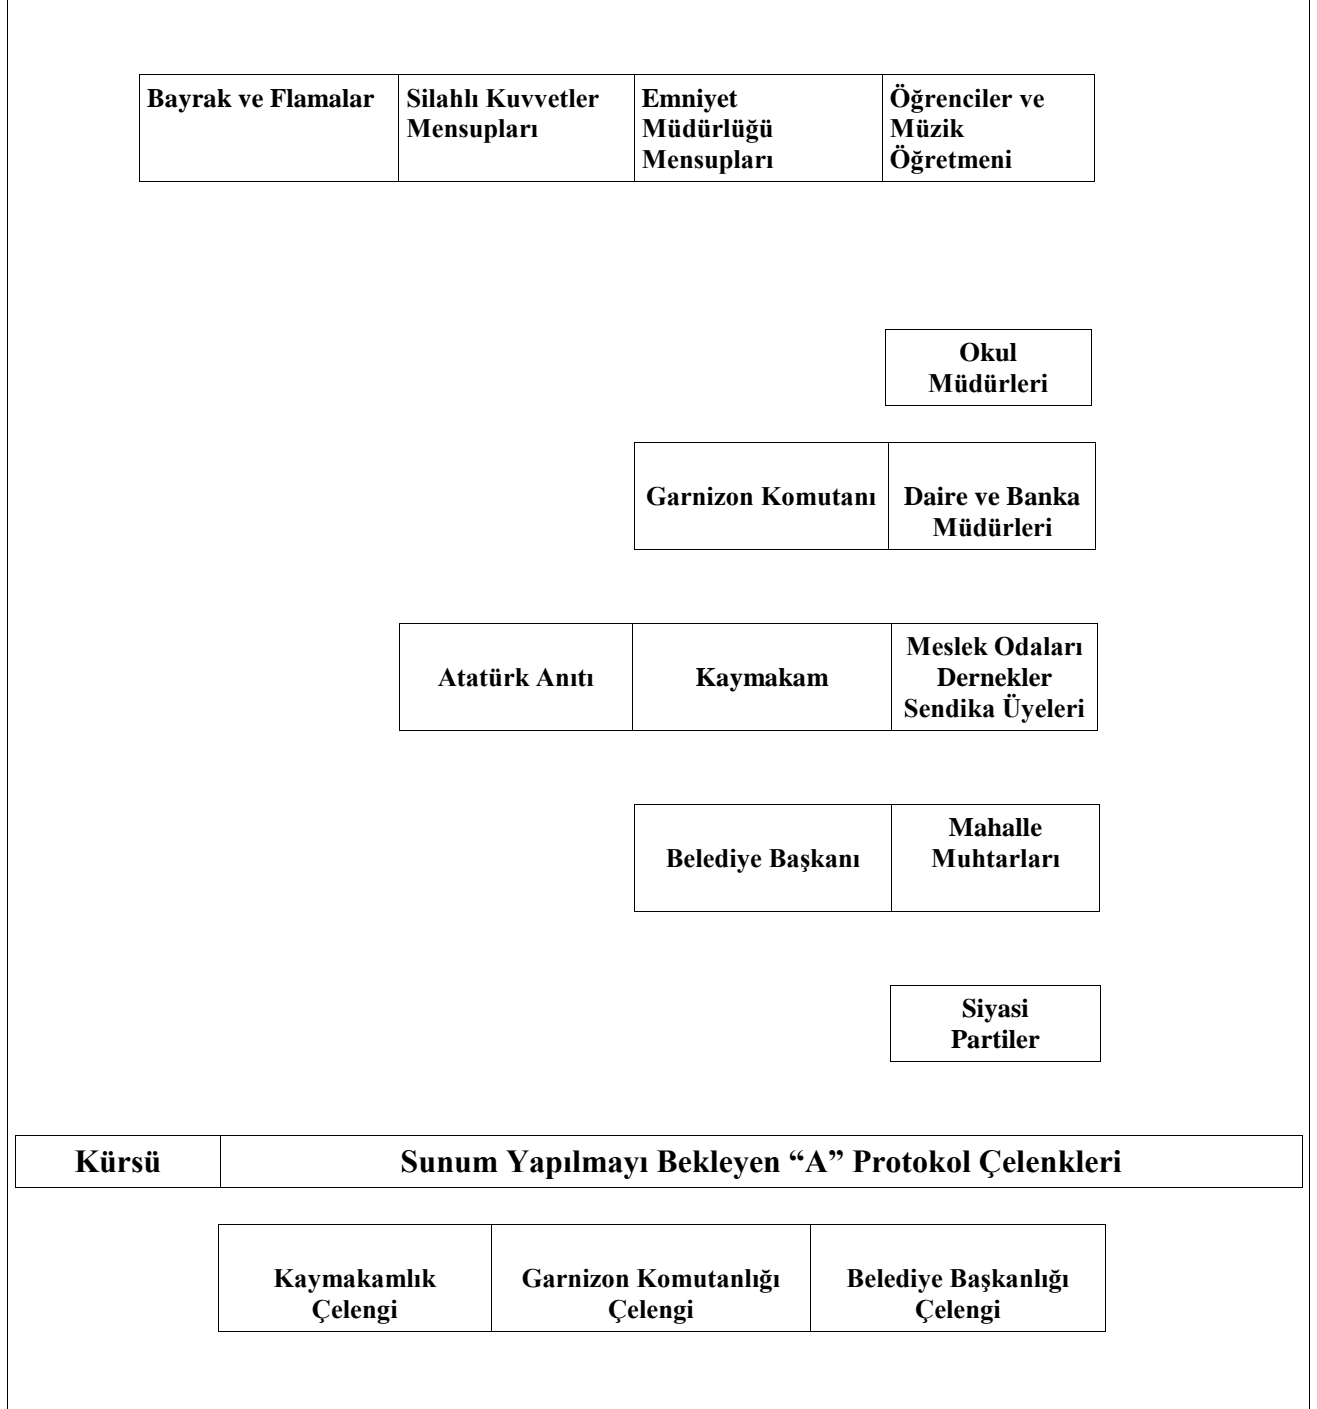 Bayrak ve Flamalar
Silahlı Kuvvetler
Mensupları
Emniyet
Müdürlüğü
Mensupları
Öğrenciler ve
Müzik
Öğretmeni
Okul
Müdürleri
Garnizon Komutanı
Daire ve Banka
Müdürleri
Atatürk Anıtı
Kaymakam
Meslek Odaları
Dernekler
Sendika Üyeleri
Belediye Başkanı
Mahalle
Muhtarları
Siyasi
Partiler
Kürsü
Sunum Yapılmayı Bekleyen “A” Protokol Çelenkleri
Kaymakamlık
Çelengi
Garnizon Komutanlığı
Çelengi
Belediye Başkanlığı
Çelengi